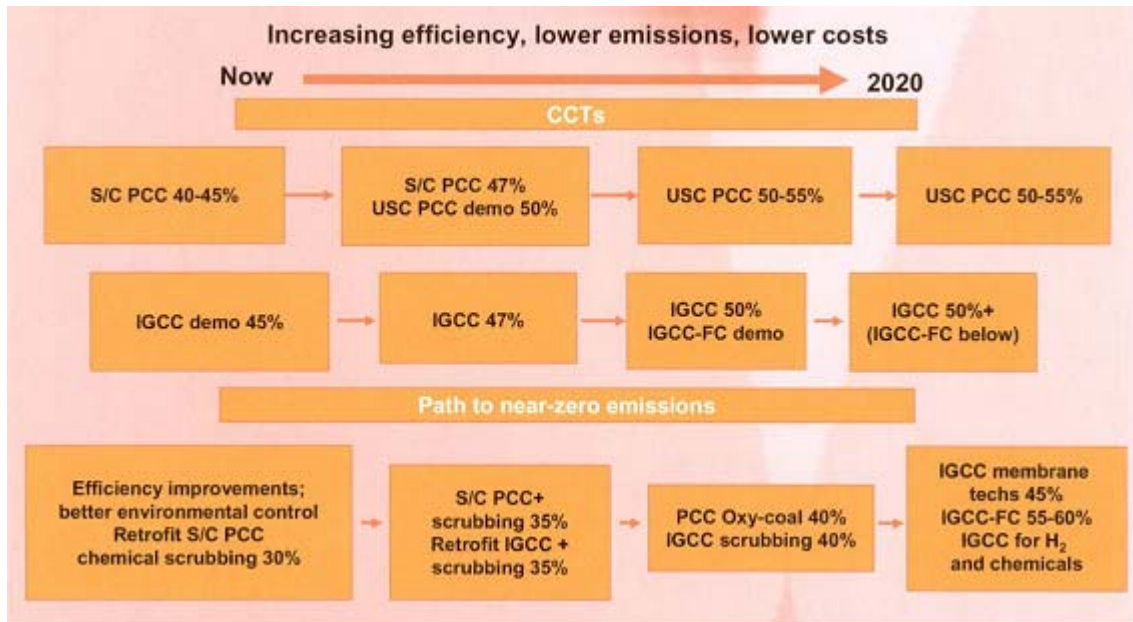 Increasing efficiency, lower emissions, lower costs
Now
2020
CCTs
S/C PCC 40-45%
S/C PCC 47%
USC PCC demo 50%
USC PCC 50-55%
USC PCC 50-55%
IGCC demo 45%
IGCC 47%
IGCC 50%
IGCC-FC demo
IGCC 50%+
(IGCC-FC below)
Path to near-zero emissions
Efficiency improvements;
better environmental control
Retrofit S/C PCC
chemical scrubbing 30%
S/C PCC+
scrubbing 35%
Retrofit IGCC +
scrubbing 35%
PCC Oxy-coal 40%
IGCC scrubbing 40%
IGCC membrane
techs 45%
IGCC-FC 55-60%
IGCC for H₂
and chemicals